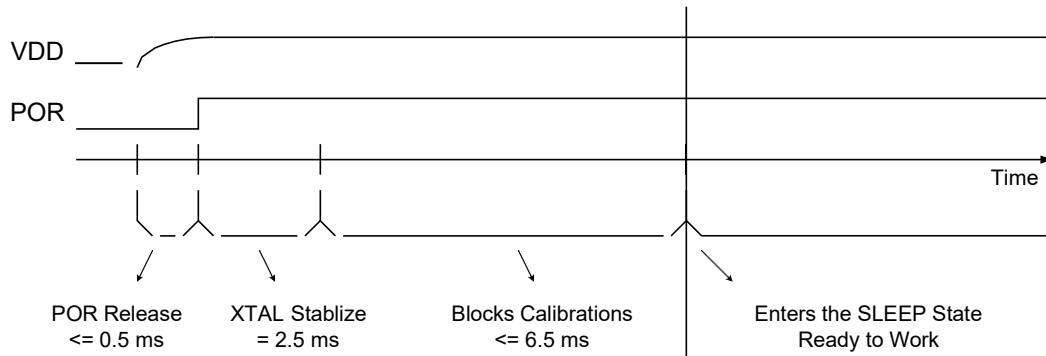 VDD
POR
Time
POR Release
<= 0.5 ms
XTAL Stablize
= 2.5 ms
Blocks Calibrations
<= 6.5 ms
Enters the SLEEP State
Ready to Work